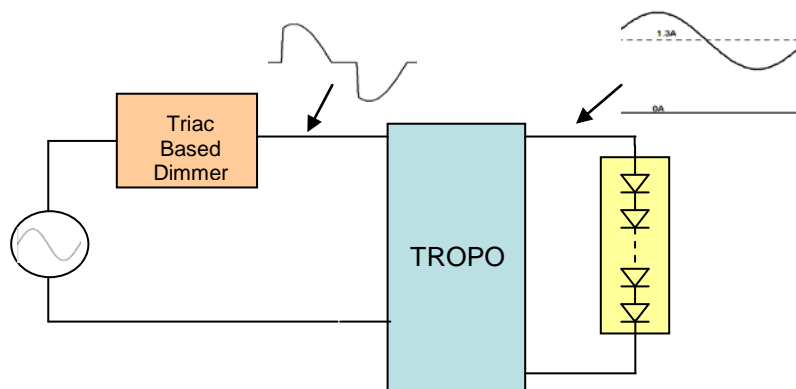 1.3A
0A
Triac
Based
Dimmer
TROPO